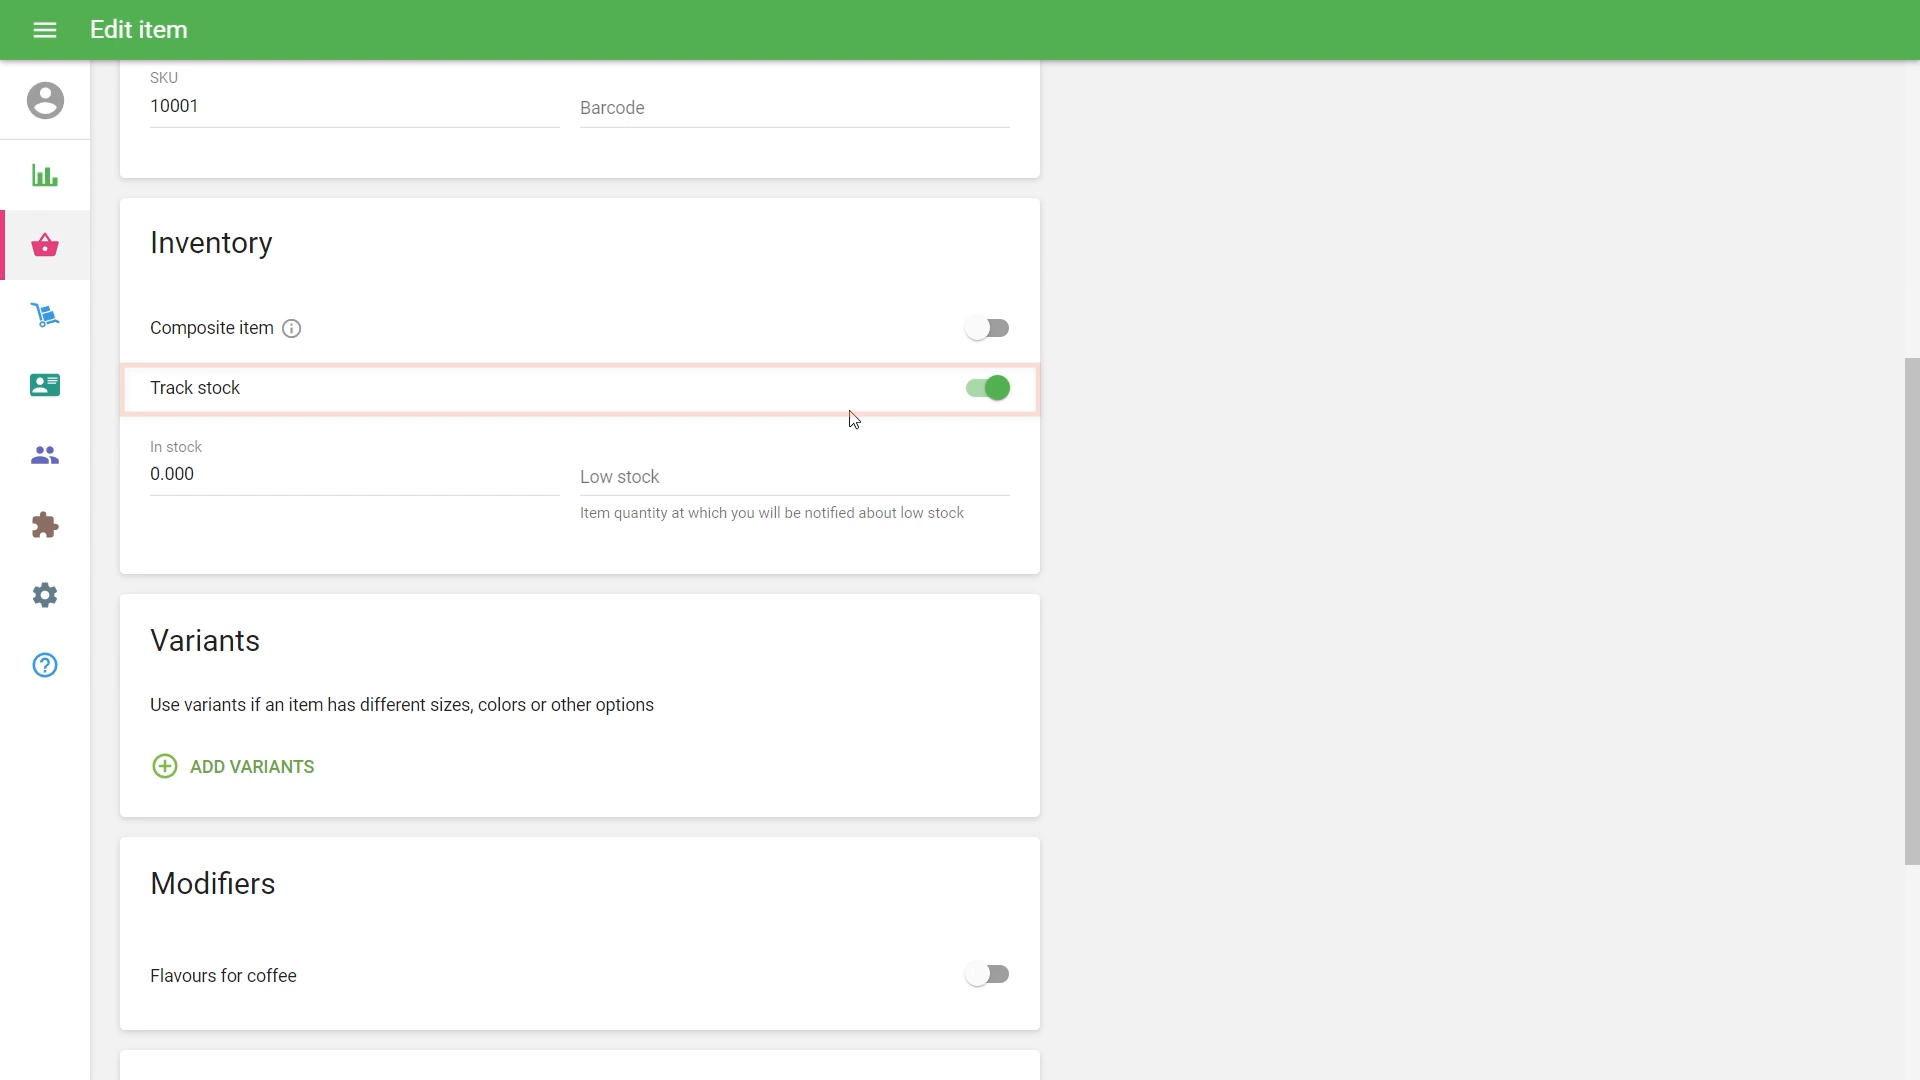 Edit item
SKU
10001
Barcode
Inventory
Composite item
Track stock
In stock
0.000
Low stock
Item quantity at which you will be notified about low stock
Variants
Use variants if an item has different sizes, colors or other options
ADD VARIANTS
Modifiers
Flavours for coffee